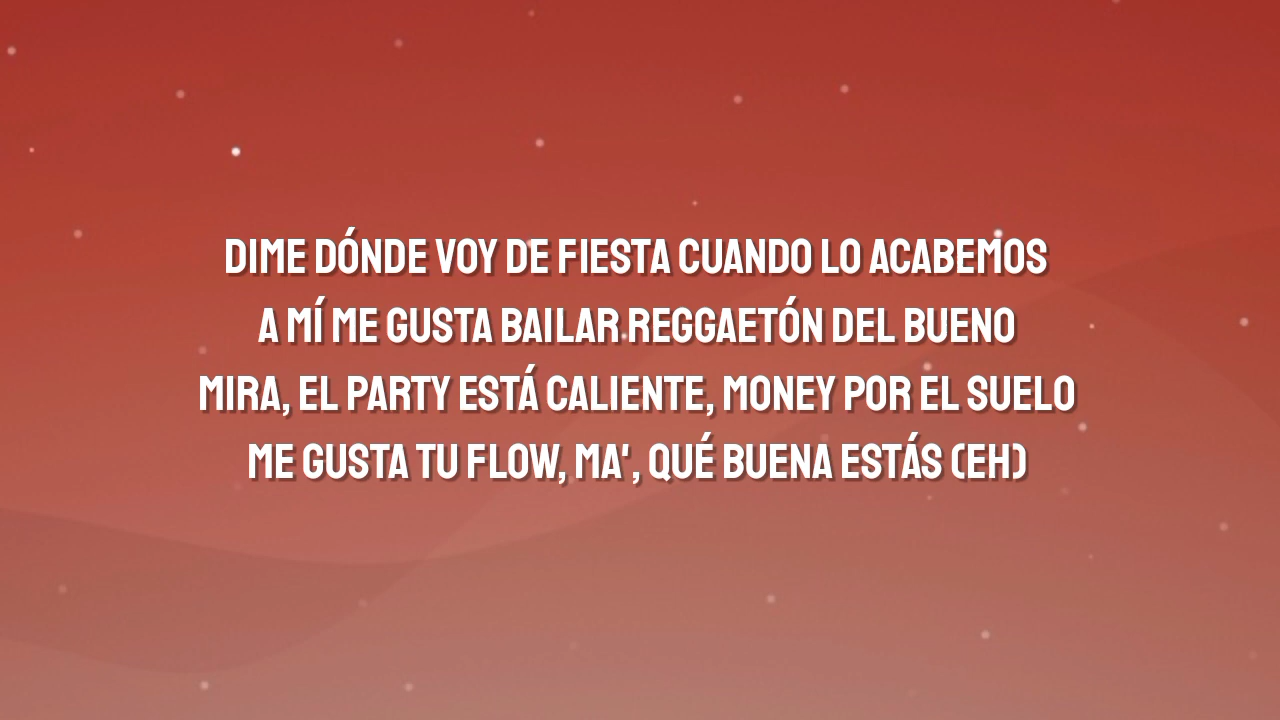 DIME DÓNDE VOY DE FIESTA CUANDO LO ACABEMOS
A MÍ ME GUSTA BAILAR REGGAETÓN DEL BUENO
MIRA, EL PARTY ESTÁ CALIENTE, MONEY POR EL SUELO
ME GUSTA TU FLOW, MA', QUÉ BUENA ESTÁS (EH)